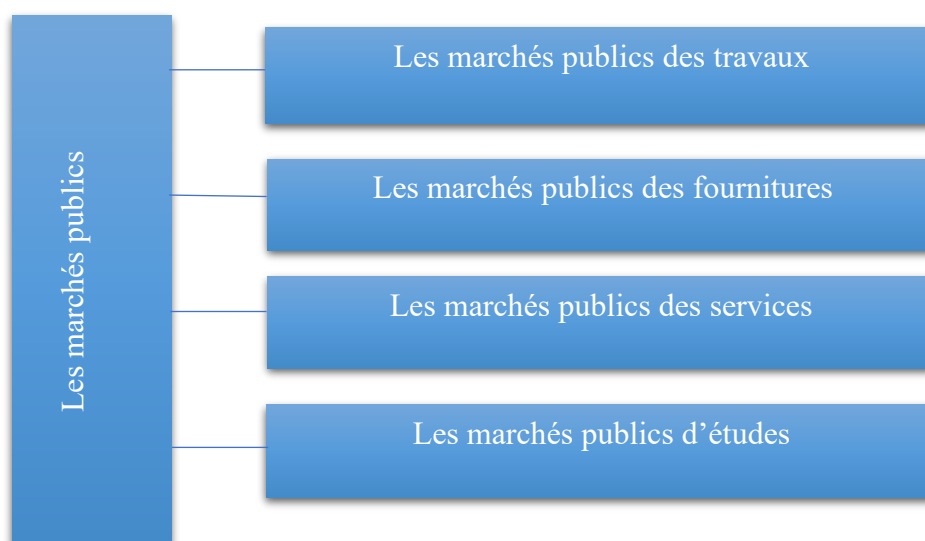 Les marchés publics
Les marchés publics des travaux
Les marchés publics des fournitures
Les marchés publics des services
Les marchés publics d’études